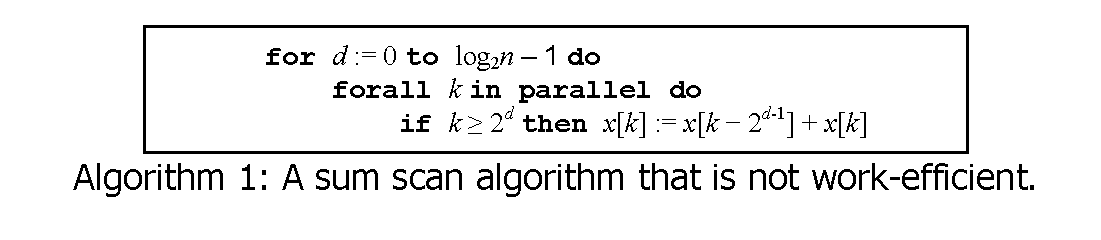 for d := 0 to log₂n – 1 do
forall k in parallel do
if k ≥ 2ᵈ then x[k] := x[k − 2ᵈ⁻¹] + x[k]
Algorithm 1: A sum scan algorithm that is not work-efficient.